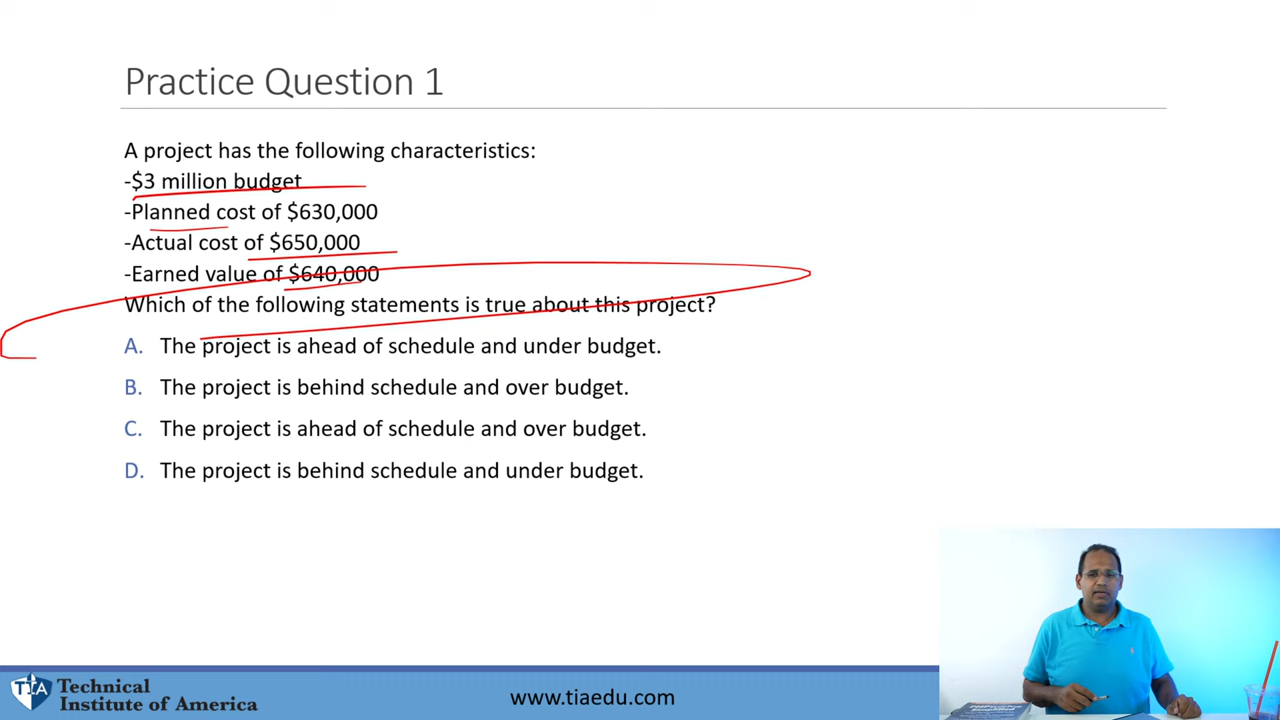 Practice Question 1
A project has the following characteristics:
-$3 million budget
-Planned cost of $630,000
-Actual cost of $650,000
-Earned value of $640,000
Which of the following statements is true about this project?
A. The project is ahead of schedule and under budget.
B. The project is behind schedule and over budget.
C. The project is ahead of schedule and over budget.
D. The project is behind schedule and under budget.
TIA Technical
Institute of America
www.tiaedu.com